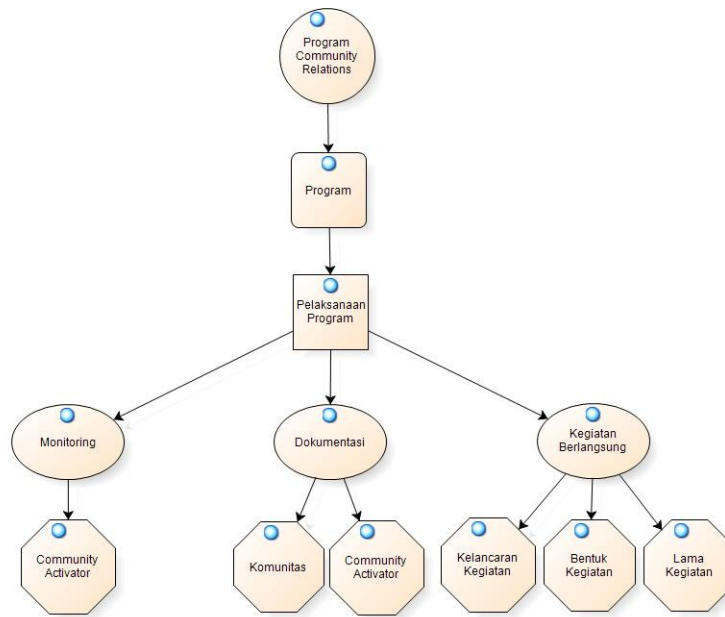 Program
Community
Relations
Program
Pelaksanaan
Program
Monitoring
Dokumentasi
Kegiatan
Berlangsung
Community
Activator
Komunitas
Community
Activator
Kelancaran
Kegiatan
Bentuk
Kegiatan
Lama
Kegiatan